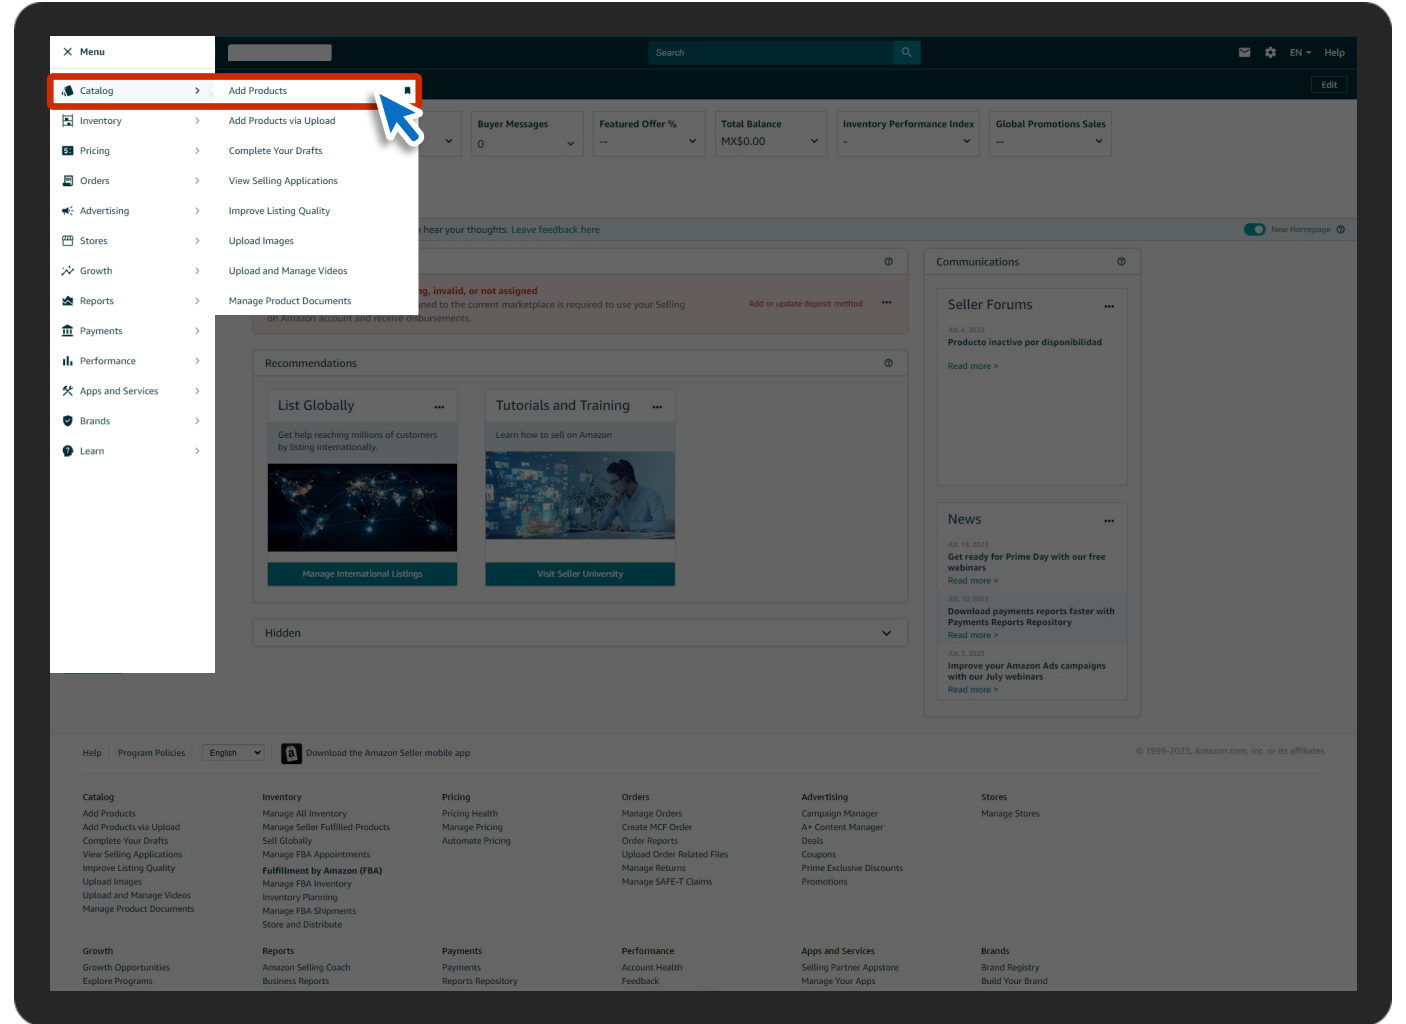 Menu
Search
EN
Help
Catalog
Add Products
Edit
Inventory
Add Products via Upload
Pricing
Complete Your Drafts
Orders
View Selling Applications
Advertising
Improve Listing Quality
Stores
Upload Images
Growth
Upload and Manage Videos
Reports
Manage Product Documents
Payments
Performance
Apps and Services
Brands
Learn
Buyer Messages
0
Featured Offer %
--
Total Balance
MX$0.00
Inventory Performance Index
-
Global Promotions Sales
--
hear your thoughts. Leave feedback here
New Homepage
invalid, or not assigned
to the current marketplace is required to use your Selling
on Amazon account and receive disbursements.
Add or update deposit method
Communications
Seller Forums
JUL 4, 2023
Producto inactivo por disponibilidad
Read more >
Recommendations
List Globally
Get help reaching millions of customers
by listing internationally.
Manage International Listings
Tutorials and Training
Learn how to sell on Amazon
Visit Seller University
News
JUL 13, 2023
Get ready for Prime Day with our free
webinars
Read more >
JUL 10, 2023
Download payments reports faster with
Payments Reports Repository
Read more >
JUL 5, 2023
Improve your Amazon Ads campaigns
with our July webinars
Read more >
Hidden
Help
Program Policies
English
a
Download the Amazon Seller mobile app
© 1999-2023, Amazon.com, Inc. or its affiliates
Catalog
Add Products
Add Products via Upload
Complete Your Drafts
View Selling Applications
Improve Listing Quality
Upload Images
Upload and Manage Videos
Manage Product Documents
Inventory
Manage All Inventory
Manage Seller Fulfilled Products
Sell Globally
Manage FBA Appointments
Fulfillment by Amazon (FBA)
Manage FBA Inventory
Inventory Planning
Manage FBA Shipments
Store and Distribute
Pricing
Pricing Health
Manage Pricing
Automate Pricing
Orders
Manage Orders
Create MCF Order
Order Reports
Upload Order Related Files
Manage Returns
Manage SAFE-T Claims
Advertising
Campaign Manager
A+ Content Manager
Deals
Coupons
Prime Exclusive Discounts
Promotions
Stores
Manage Stores
Growth
Growth Opportunities
Explore Programs
Reports
Amazon Selling Coach
Business Reports
Payments
Payments
Reports Repository
Performance
Account Health
Feedback
Apps and Services
Selling Partner Appstore
Manage Your Apps
Brands
Brand Registry
Build Your Brand